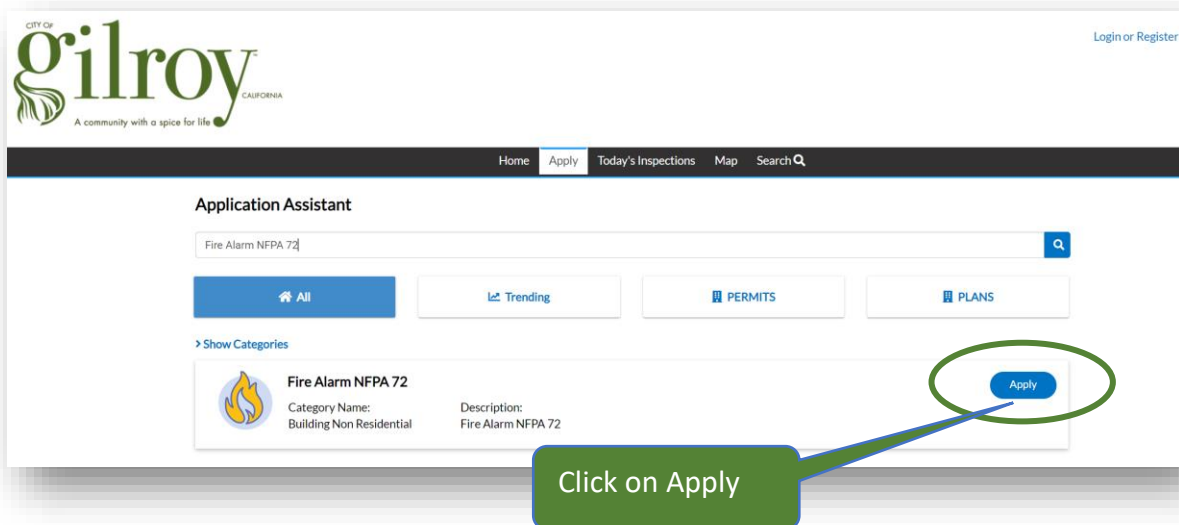 CITY OF
gilroy
CALIFORNIA
A community with a spice for life
Login or Register
Home Apply Today's Inspections Map Search
Application Assistant
Fire Alarm NFPA 72
All Trending PERMITS PLANS
> Show Categories
Fire Alarm NFPA 72
Apply
Category Name: Description:
Building Non Residential Fire Alarm NFPA 72
Click on Apply